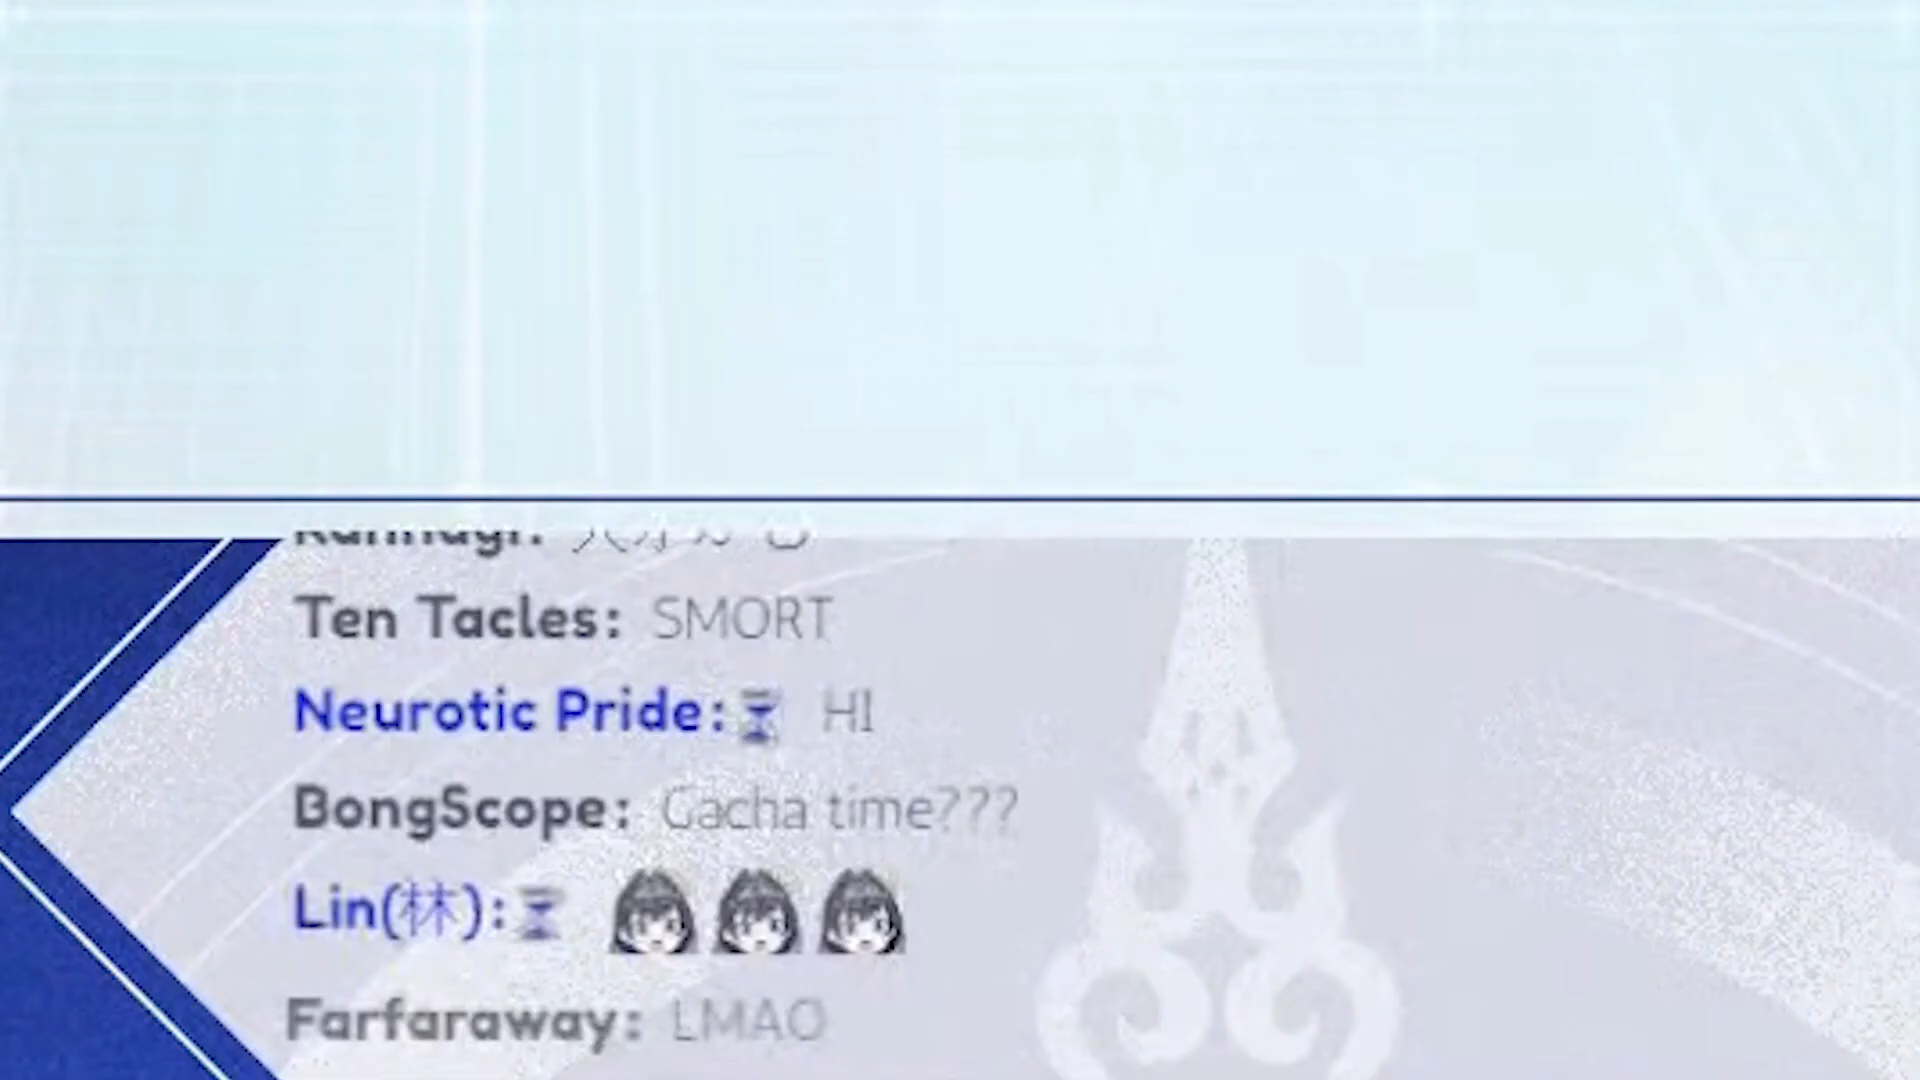 Ten Tacles: SMORT
Neurotic Pride: HI
BongScope: Gacha time???
Lin(林):
Farfaraway: LMAO